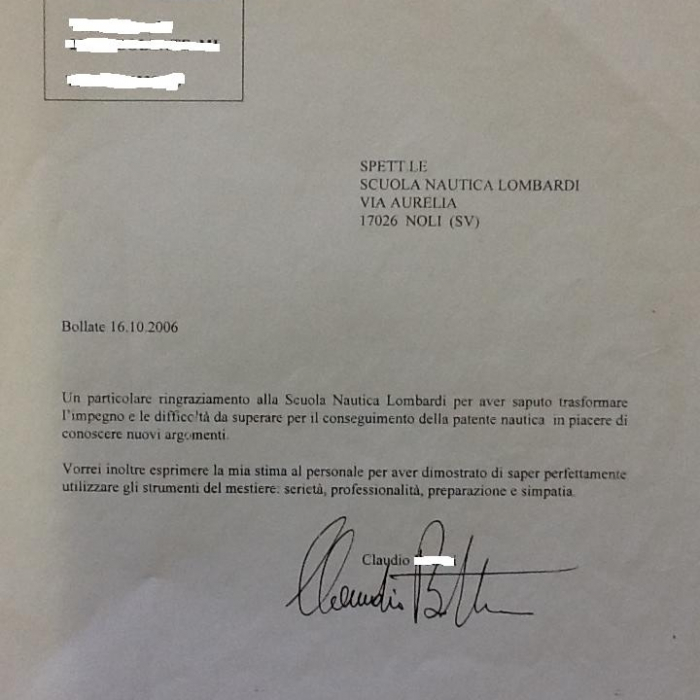 SPETT.LE
SCUOLA NAUTICA LOMBARDI
VIA AURELIA
17026 NOLI (SV)
Bollate 16.10.2006
Un particolare ringraziamento alla Scuola Nautica Lombardi per aver saputo trasformare
l'impegno e le difficoltà da superare per il conseguimento della patente nautica in piacere di
conoscere nuovi argomenti.
Vorrei inoltre esprimere la mia stima al personale per aver dimostrato di saper perfettamente
utilizzare gli strumenti del mestiere: serietà, professionalità, preparazione e simpatia.
Claudio
Claudio